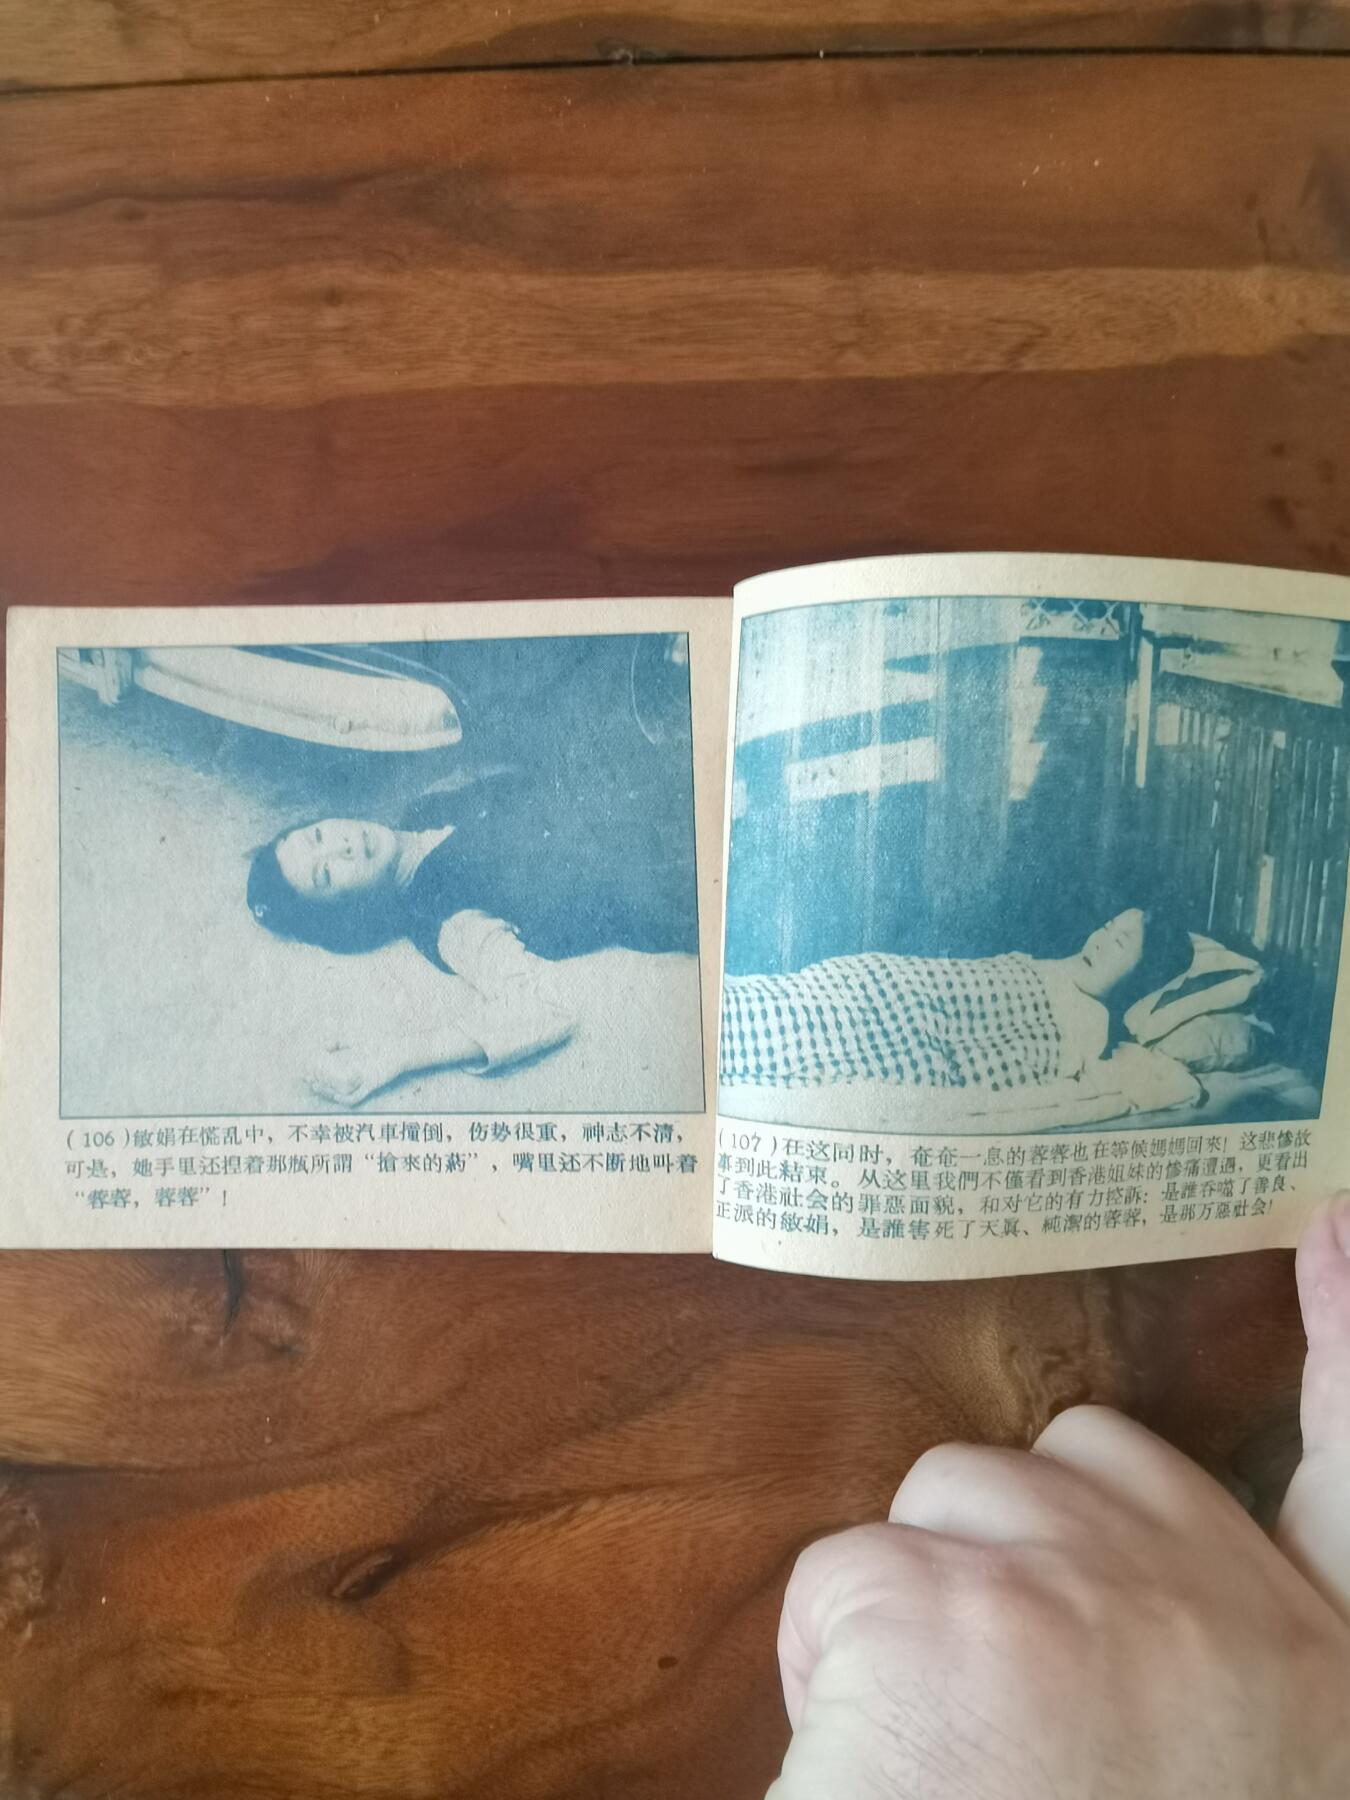 (106)敏娟在慌乱中，不幸被汽車撞倒，伤势很重，神志不清，
可是，她手里还捏着那瓶所謂“搶來的葯”，嘴里还不断地叫着
“蓉蓉，蓉蓉”！
(107)在这同时，奄奄一息的蓉蓉也在等候媽媽回來！这悲惨故
事到此結束。从这里我們不僅看到香港姐妹的惨痛遭遇，更看出
了香港社会的罪惡面貌，和对它的有力控訴：是誰吞噬了善良、
正派的敏娟，是誰害死了天眞、純潔的蓉蓉，是那万惡社会！